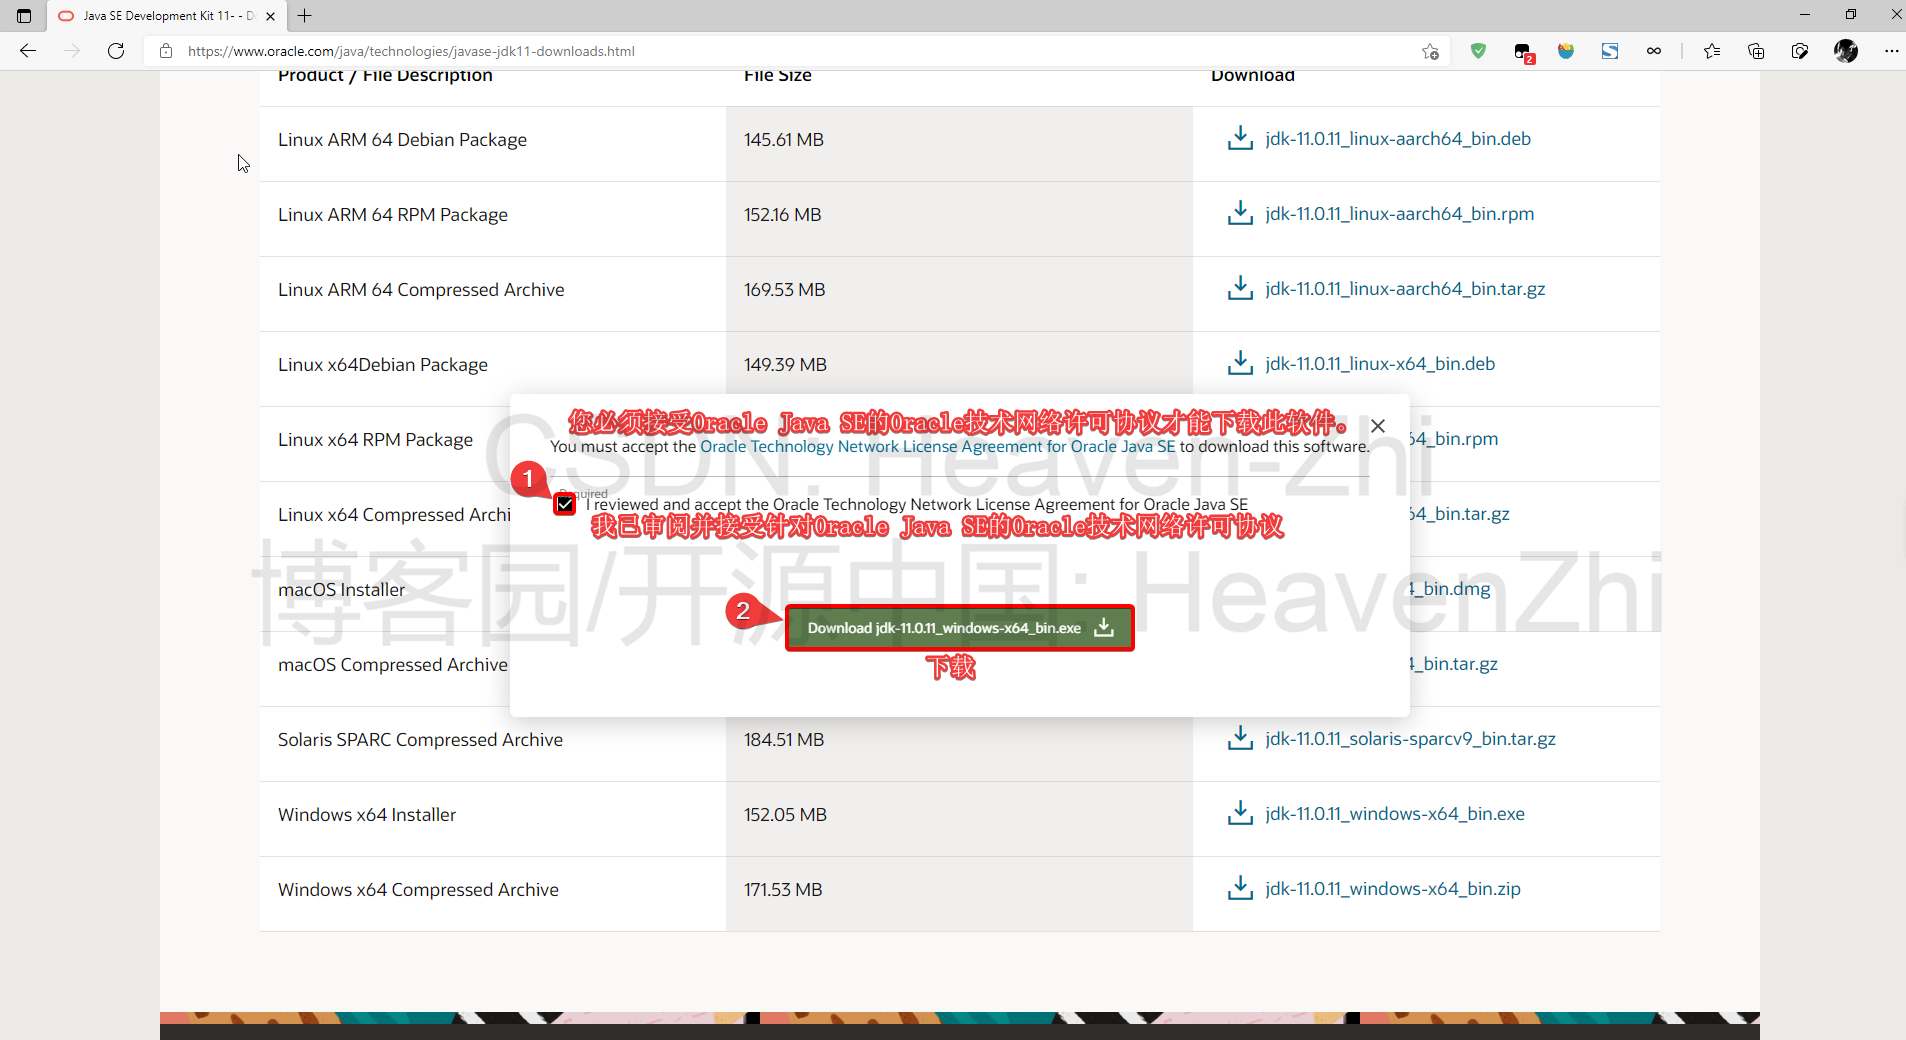 Java SE Development Kit 11- - D
https://www.oracle.com/java/technologies/javase-jdk11-downloads.html
2
Product / File Description File Size Download
Linux ARM 64 Debian Package 145.61 MB jdk-11.0.11_linux-aarch64_bin.deb
Linux ARM 64 RPM Package 152.16 MB jdk-11.0.11_linux-aarch64_bin.rpm
Linux ARM 64 Compressed Archive 169.53 MB jdk-11.0.11_linux-aarch64_bin.tar.gz
Linux x64Debian Package 149.39 MB jdk-11.0.11_linux-x64_bin.deb
CSDN: Heaven-Zhi
您必须接受Oracle Java SE的Oracle技术网络许可协议才能下载此软件。
You must accept the Oracle Technology Network License Agreement for Oracle Java SE to download this software.
Linux x64 RPM Package 64_bin.rpm
1
Required
I reviewed and accept the Oracle Technology Network License Agreement for Oracle Java SE
我已审阅并接受针对Oracle Java SE的Oracle技术网络许可协议
Linux x64 Compressed Archi 64_bin.tar.gz
博客园/开源中国: HeavenZhi
macOS Installer 4_bin.dmg
2
Download jdk-11.0.11_windows-x64_bin.exe
下载
macOS Compressed Archive 4_bin.tar.gz
Solaris SPARC Compressed Archive 184.51 MB jdk-11.0.11_solaris-sparcv9_bin.tar.gz
Windows x64 Installer 152.05 MB jdk-11.0.11_windows-x64_bin.exe
Windows x64 Compressed Archive 171.53 MB jdk-11.0.11_windows-x64_bin.zip